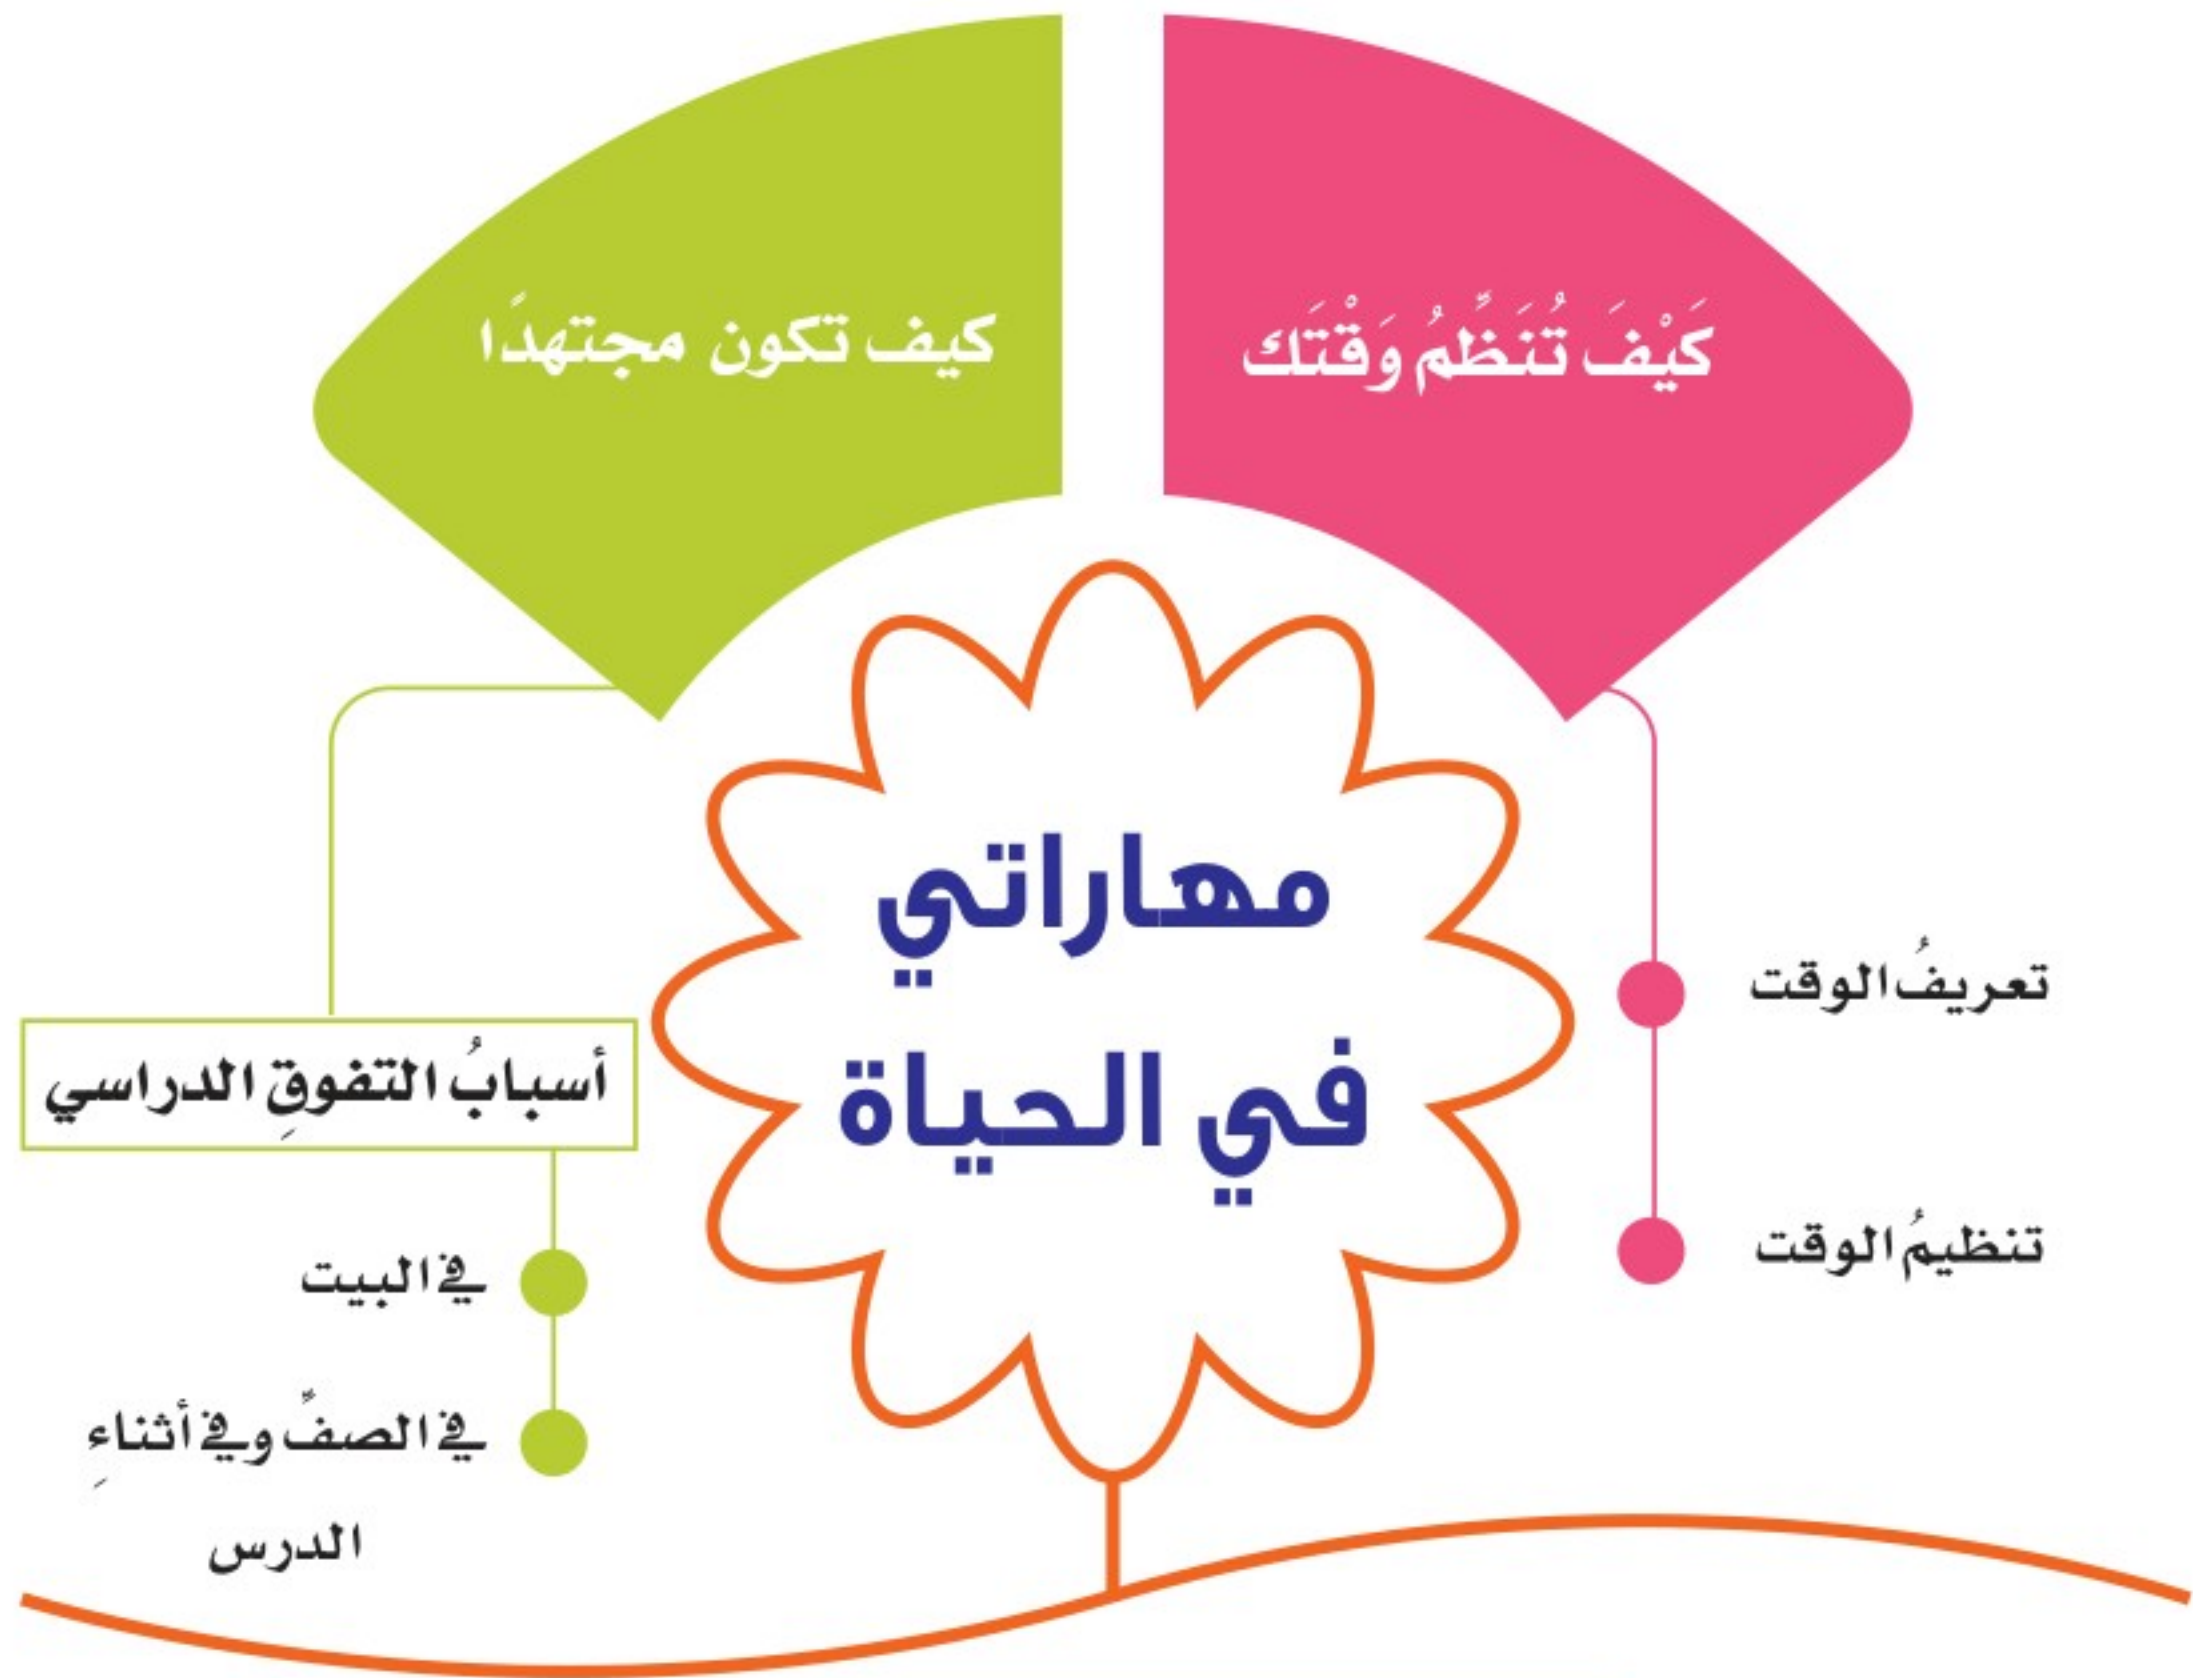 كَيْفَ تُنَظِّمُ وَقْتَك
كيف تكون مجتهدًا
مهاراتي
في الحياة
تعريفُ الوقت
تنظيمُ الوقت
أسبابُ التفوقِ الدراسي
في البيت
في الصفِّ وفي أثناءِ
الدرس